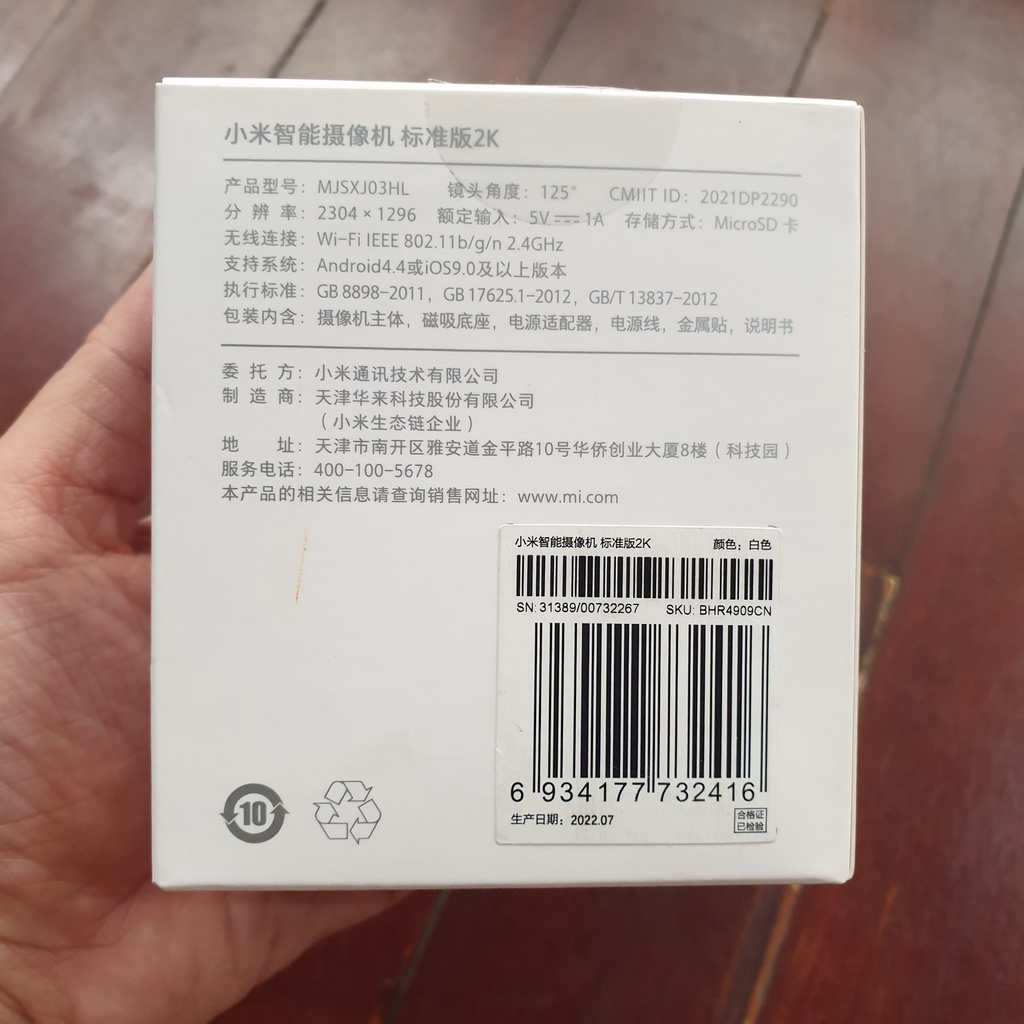 小米智能摄像机 标准版2K
产品型号：MJSXJ03HL 镜头角度：125° CMIIT ID：2021DP2290
分 辨 率：2304×1296 额定输入：5V⎓1A 存储方式：MicroSD 卡
无线连接：Wi-Fi IEEE 802.11b/g/n 2.4GHz
支持系统：Android4.4或iOS9.0及以上版本
执行标准：GB 8898-2011，GB 17625.1-2012，GB/T 13837-2012
包装内含：摄像机主体，磁吸底座，电源适配器，电源线，金属贴，说明书
委 托 方：小米通讯技术有限公司
制 造 商：天津华来科技股份有限公司
（小米生态链企业）
地 址：天津市南开区雅安道金平路10号华侨创业大厦8楼（科技园）
服务电话：400-100-5678
本产品的相关信息请查询销售网址：www.mi.com
小米智能摄像机 标准版2K 颜色：白色
SN: 31389/00732267 SKU: BHR4909CN
6 934177 732416
生产日期：2022.07
合格证
已检验
10